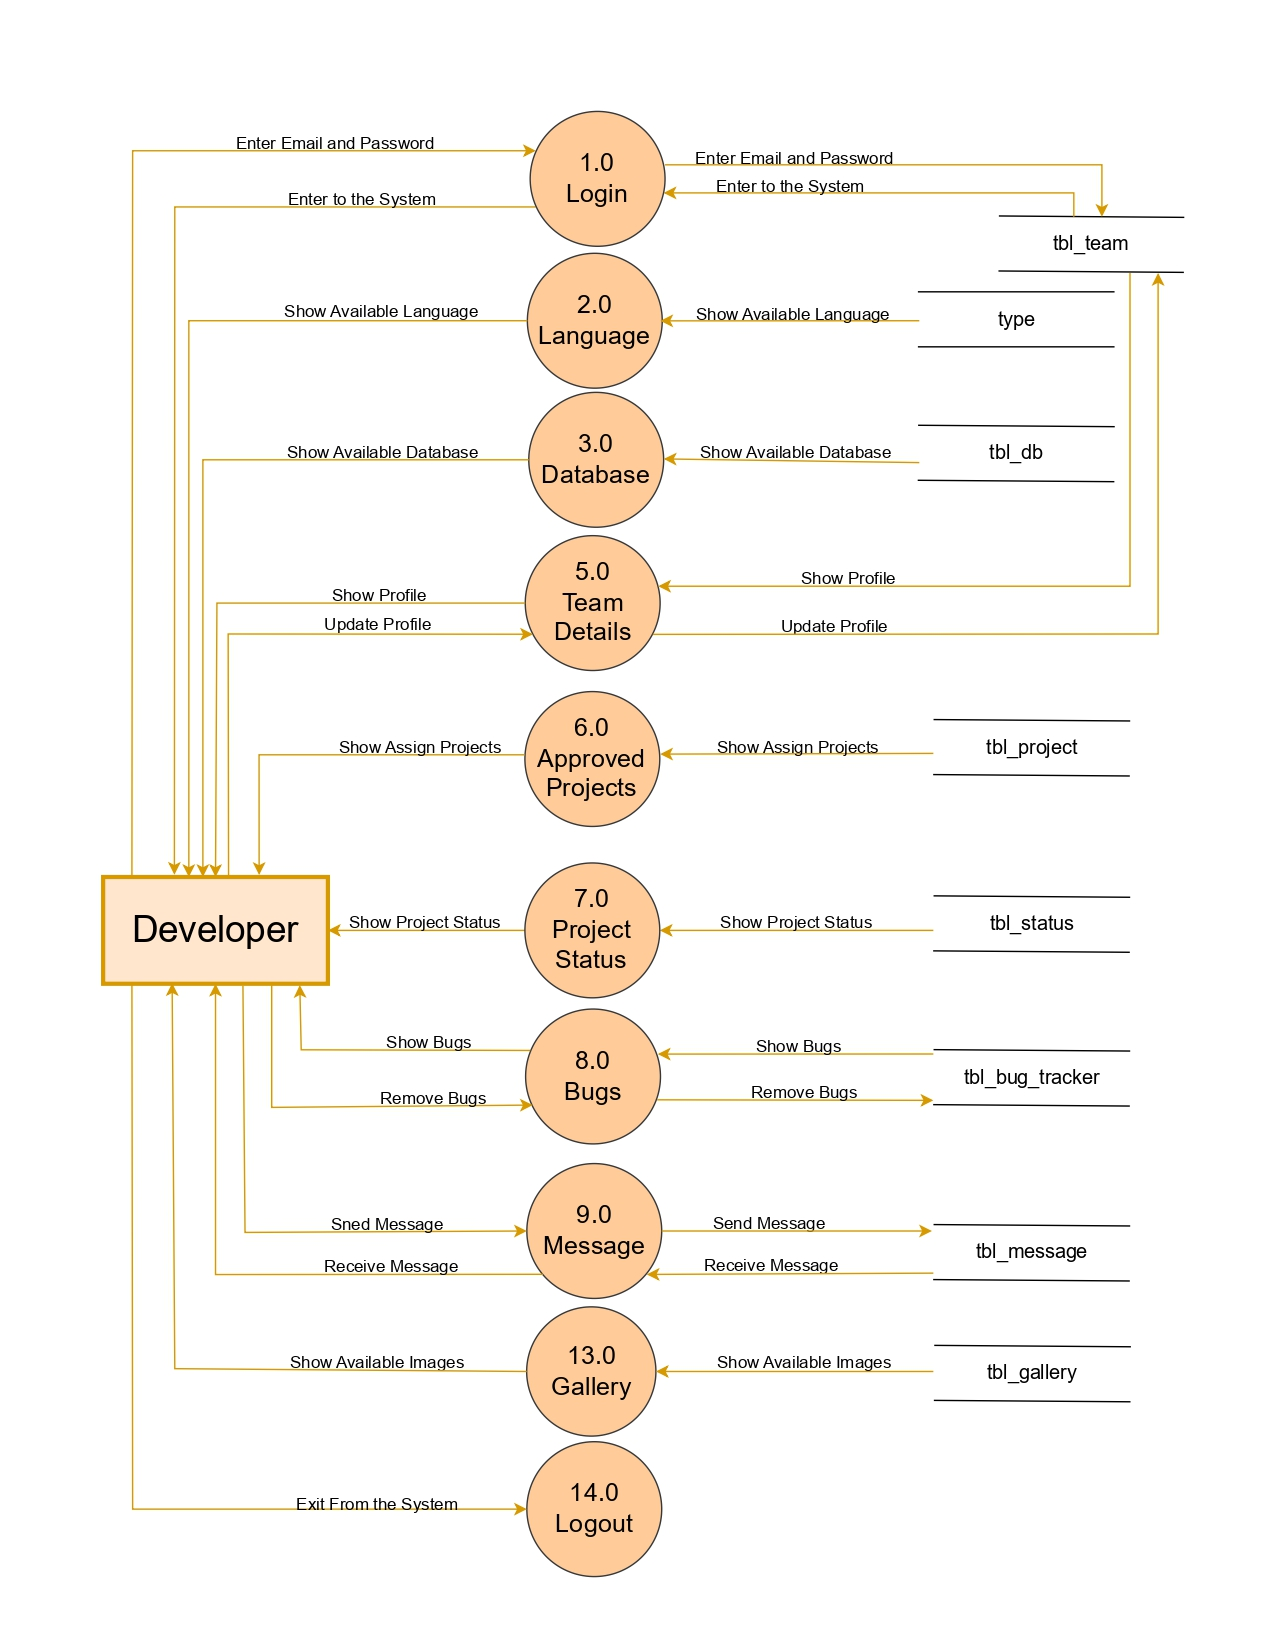 Enter Email and Password
1.0
Login
Enter Email and Password
Enter to the System
Enter to the System
tbl_team
Show Available Language
2.0
Language
Show Available Language
type
Show Available Database
3.0
Database
Show Available Database
tbl_db
Show Profile
Update Profile
5.0
Team
Details
Show Profile
Update Profile
Show Assign Projects
6.0
Approved
Projects
Show Assign Projects
tbl_project
Developer
Show Project Status
7.0
Project
Status
Show Project Status
tbl_status
Show Bugs
Remove Bugs
8.0
Bugs
Show Bugs
Remove Bugs
tbl_bug_tracker
Sned Message
Receive Message
9.0
Message
Send Message
Receive Message
tbl_message
Show Available Images
13.0
Gallery
Show Available Images
tbl_gallery
Exit From the System
14.0
Logout